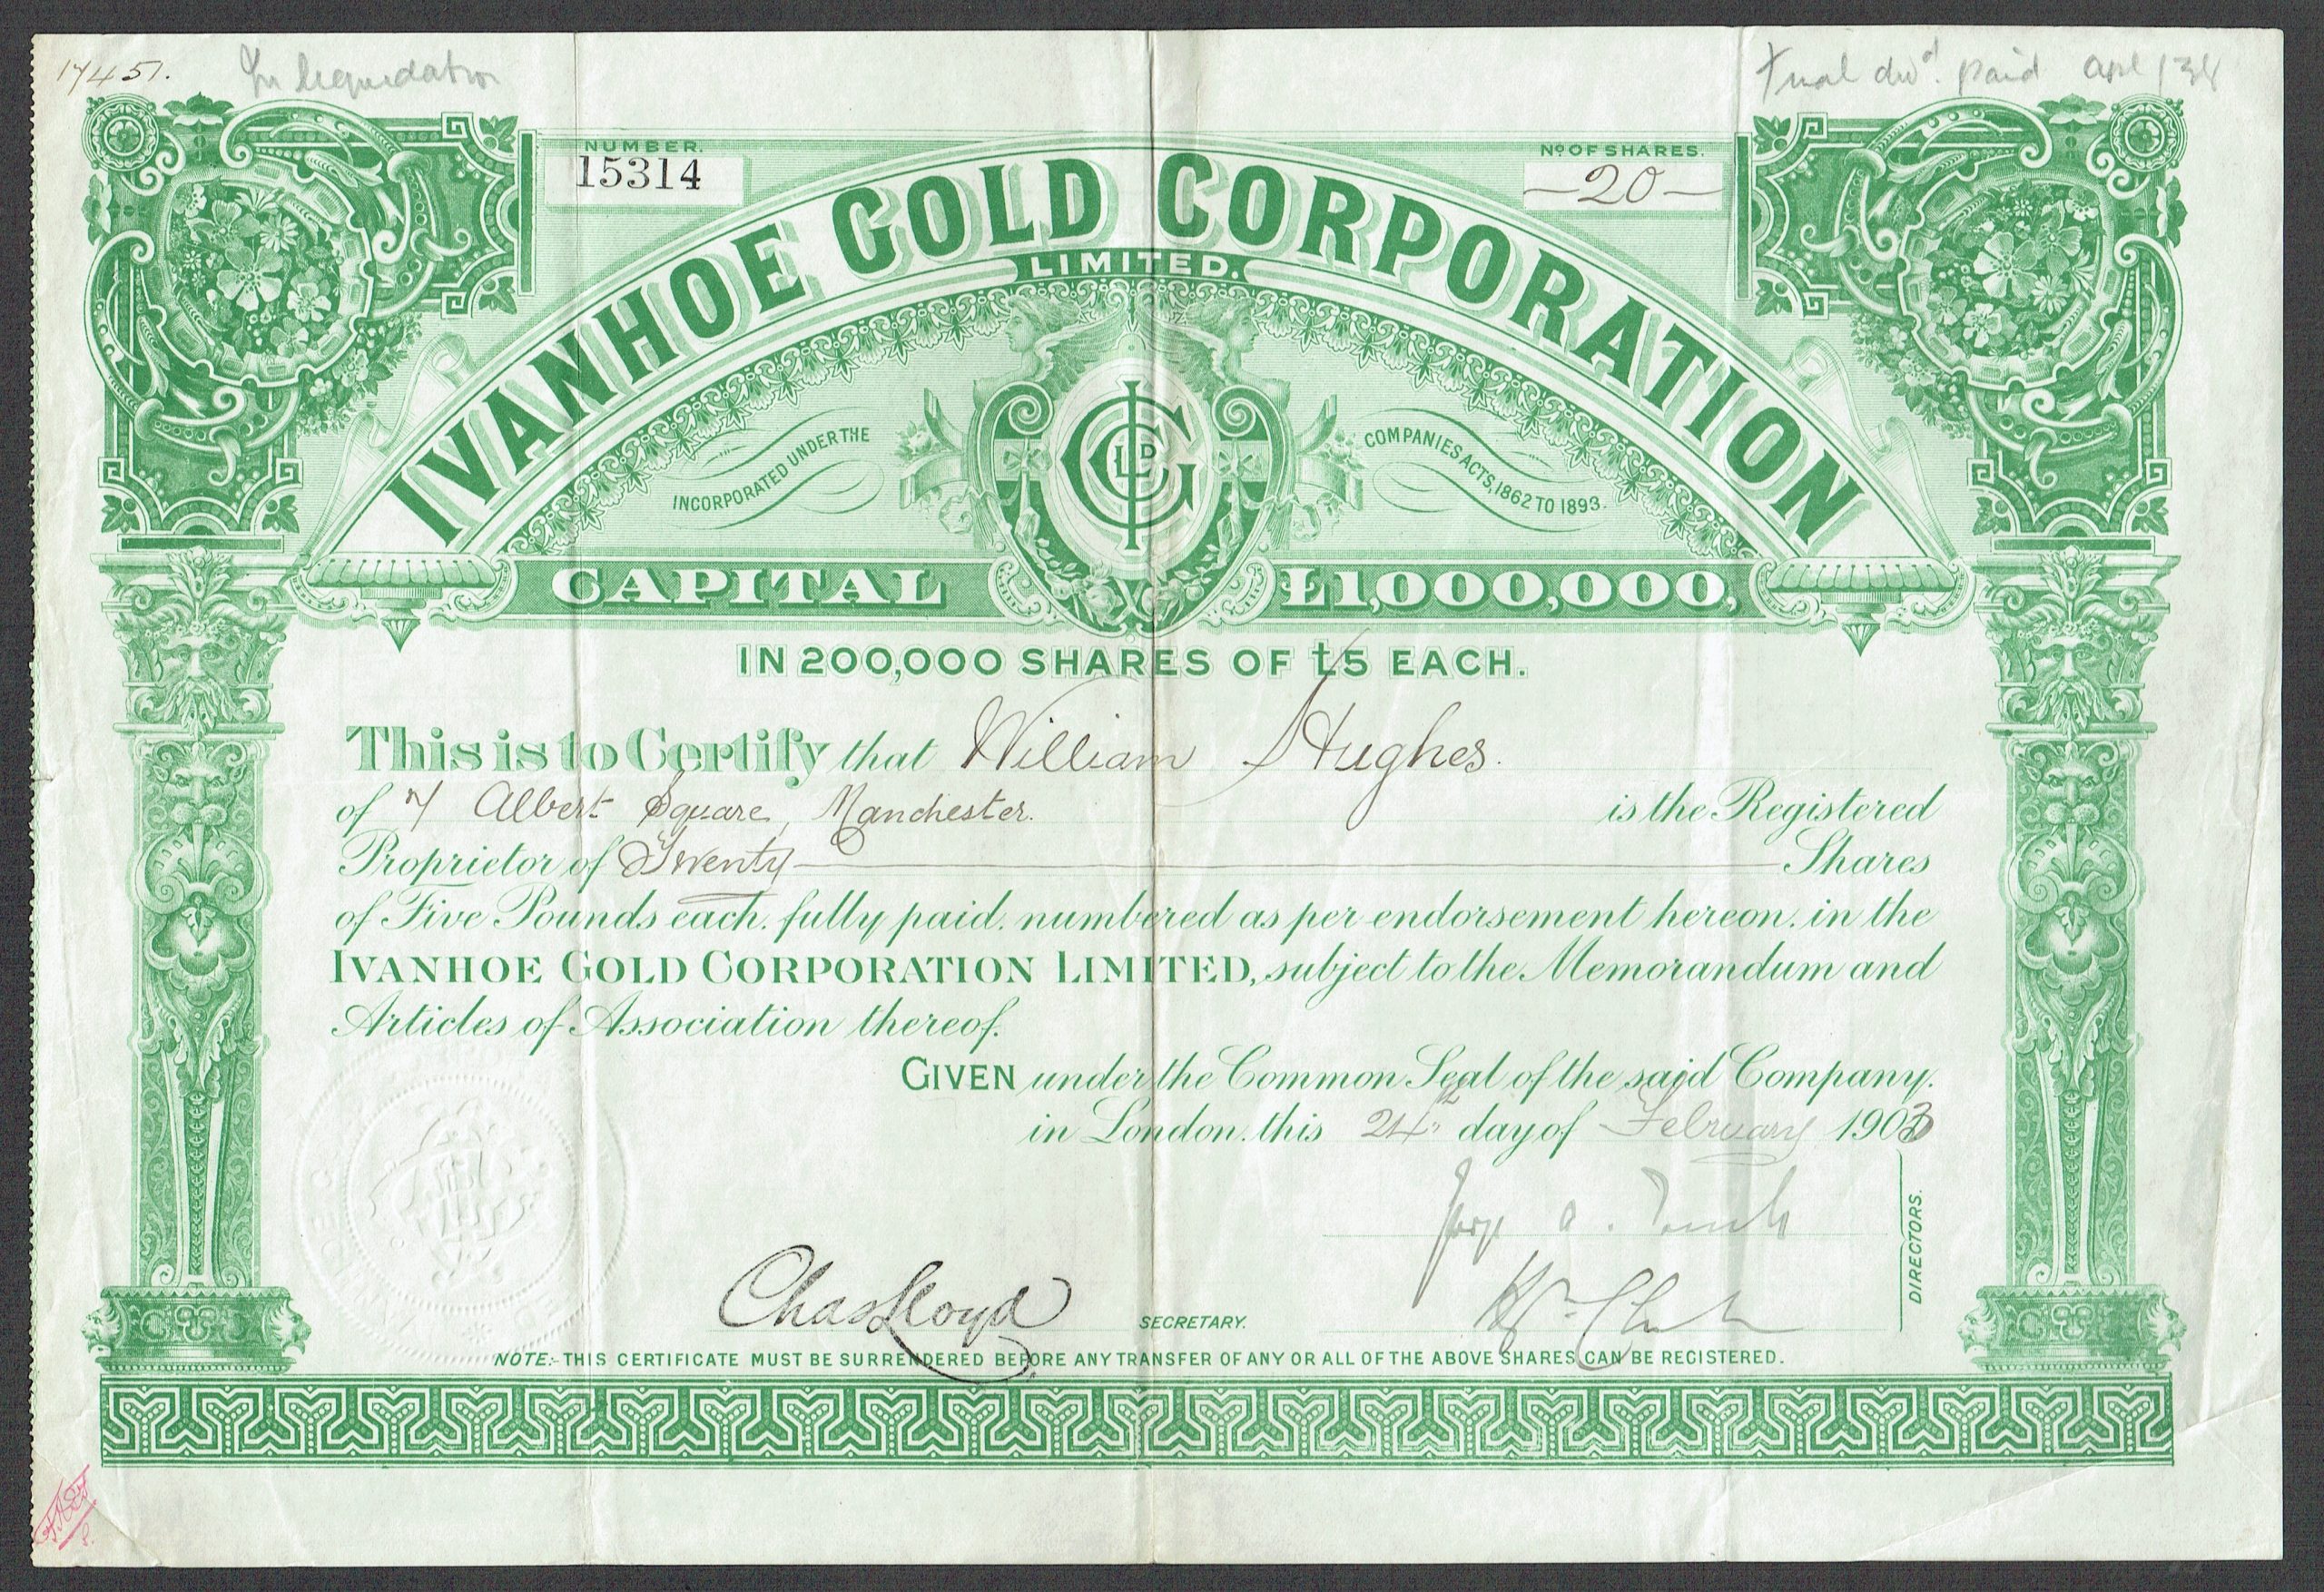 17451.
In liquidation
Final divd. paid
NUMBER.
15314
No OF SHARES.
—20—
IVANHOE GOLD CORPORATION
LIMITED.
INCORPORATED UNDER THE
COMPANIES ACTS, 1862 TO 1893.
CAPITAL £1,000,000,
IN 200,000 SHARES OF £5 EACH.
This is to Certify that William Hughes.
of 7 Albert Square, Manchester. is the Registered
Proprietor of Twenty Shares
of Five Pounds each, fully paid, numbered as per endorsement hereon, in the
IVANHOE GOLD CORPORATION LIMITED, subject to the Memorandum and
Articles of Association thereof.
GIVEN under the Common Seal of the said Company.
in London, this 24th day of February 1903
DIRECTORS.
Chas Lloyd
SECRETARY.
NOTE:- THIS CERTIFICATE MUST BE SURRENDERED BEFORE ANY TRANSFER OF ANY OR ALL OF THE ABOVE SHARES CAN BE REGISTERED.